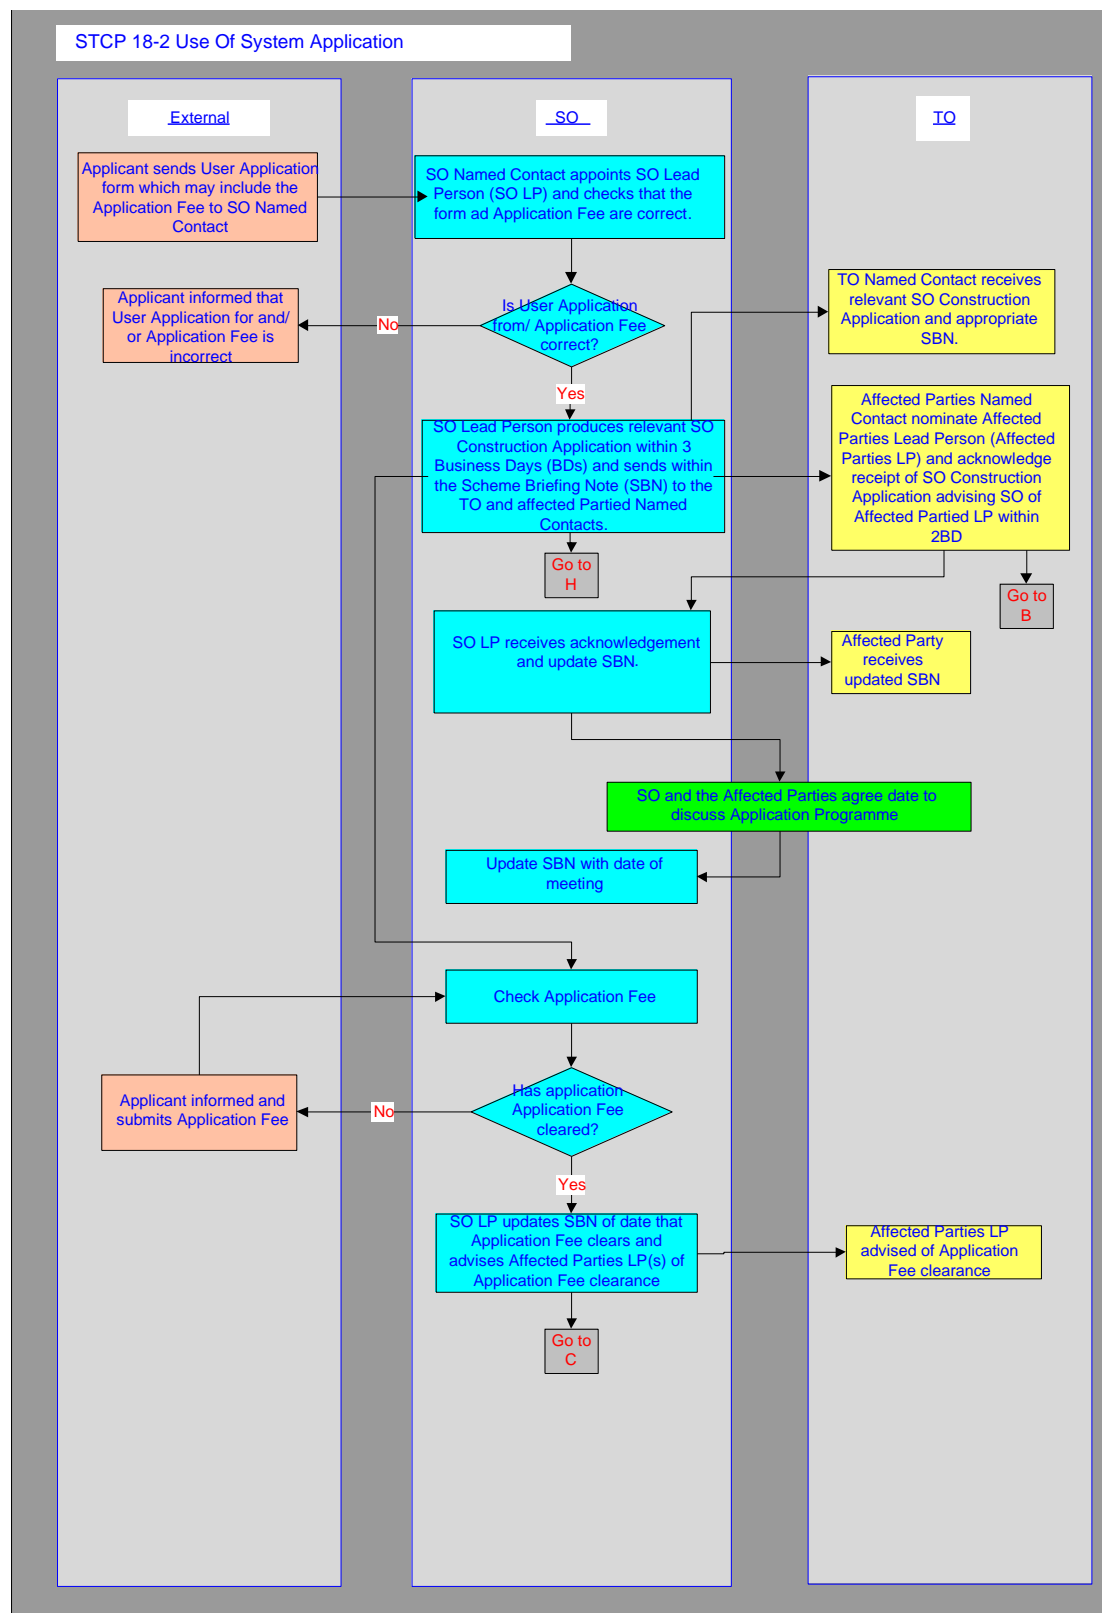 STCP 18-2 Use Of System Application
External
SO
TO
Applicant sends User Application
form which may include the
Application Fee to SO Named
Contact
SO Named Contact appoints SO Lead
Person (SO LP) and checks that the
form ad Application Fee are correct.
TO Named Contact receives
relevant SO Construction
Application and appropriate
SBN.
Is User Application
from/ Application Fee
correct?
No
Applicant informed that
User Application for and/
or Application Fee is
incorrect
Yes
SO Lead Person produces relevant SO
Construction Application within 3
Business Days (BDs) and sends within
the Scheme Briefing Note (SBN) to the
TO and affected Partied Named
Contacts.
Affected Parties Named
Contact nominate Affected
Parties Lead Person (Affected
Parties LP) and acknowledge
receipt of SO Construction
Application advising SO of
Affected Partied LP within
2BD
Go to
H
Go to
B
SO LP receives acknowledgement
and update SBN.
Affected Party
receives
updated SBN
SO and the Affected Parties agree date to
discuss Application Programme
Update SBN with date of
meeting
Check Application Fee
Has application
Application Fee
cleared?
No
Applicant informed and
submits Application Fee
Yes
SO LP updates SBN of date that
Application Fee clears and
advises Affected Parties LP(s) of
Application Fee clearance
Affected Parties LP
advised of Application
Fee clearance
Go to
C